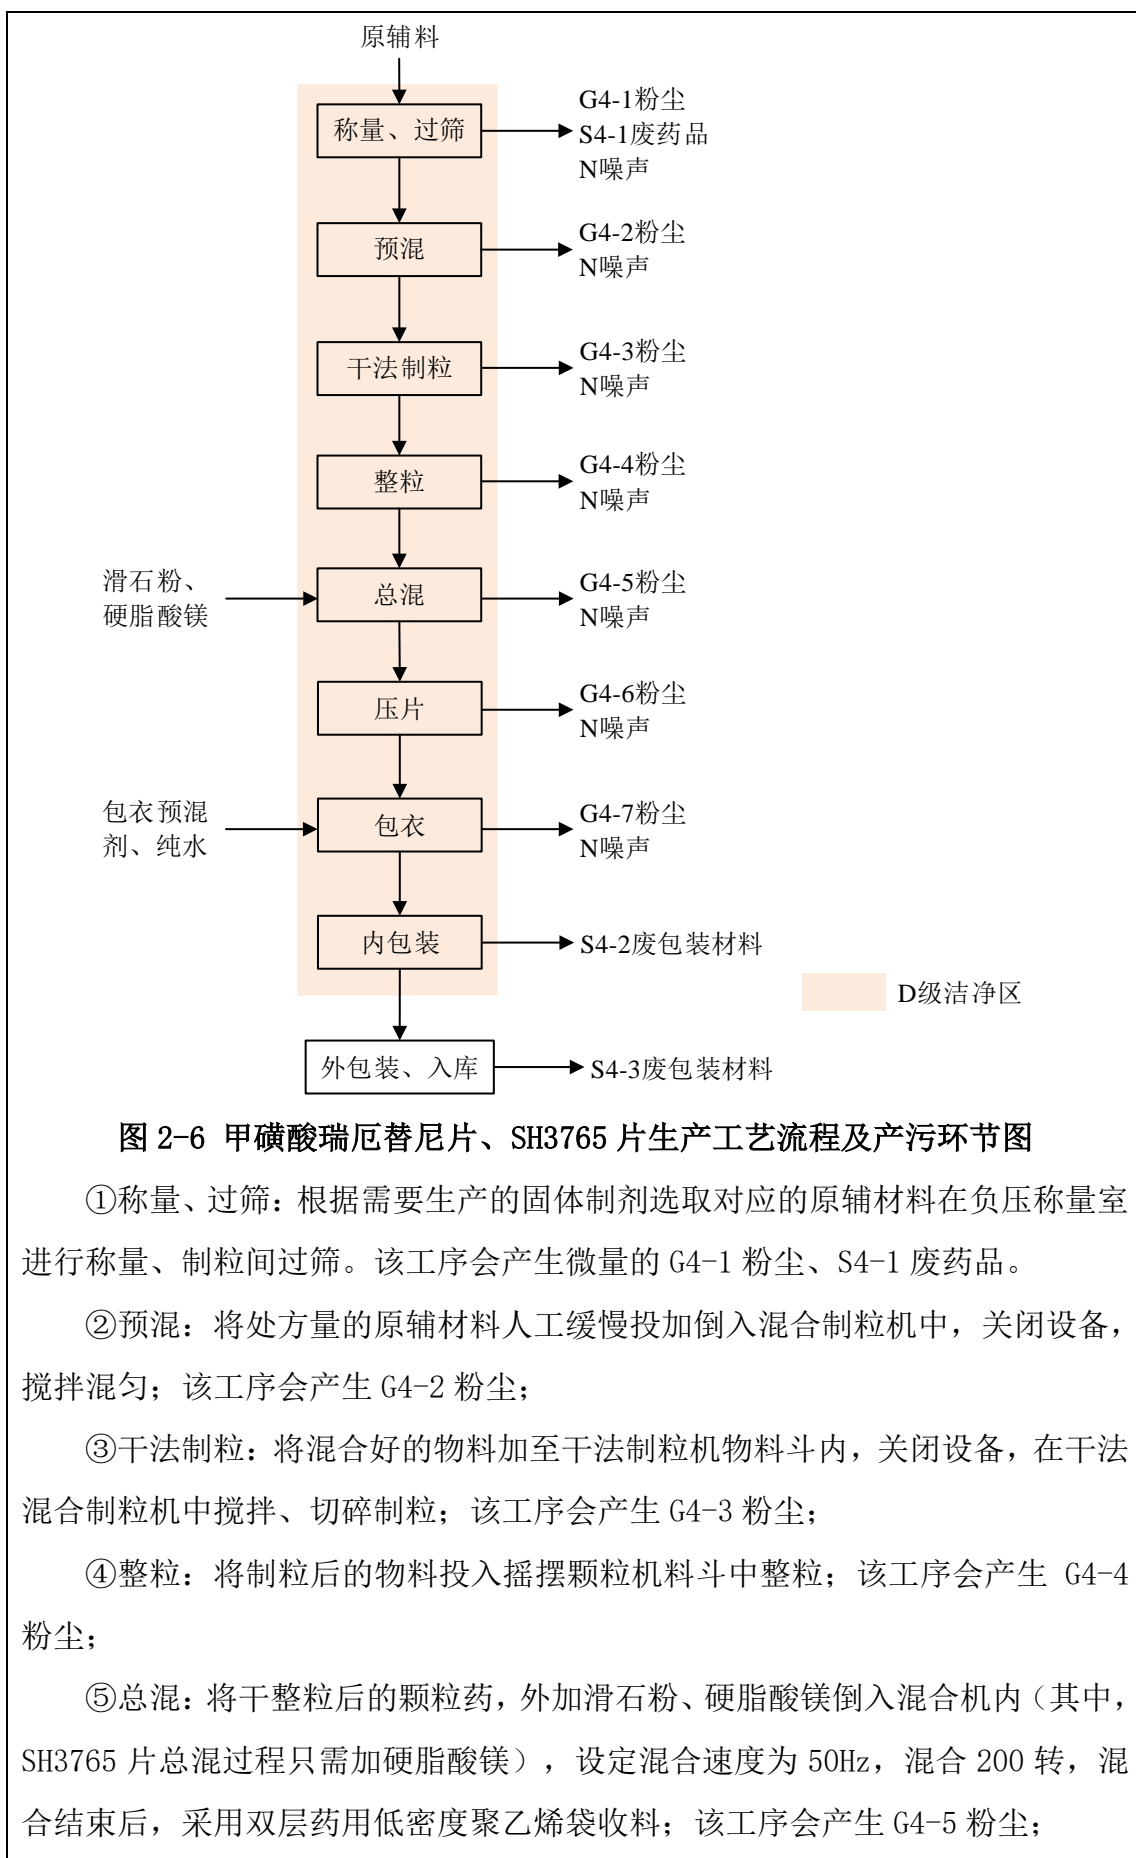 原辅料
称量、过筛
G4-1粉尘
S4-1废药品
N噪声
预混
G4-2粉尘
N噪声
干法制粒
G4-3粉尘
N噪声
整粒
G4-4粉尘
N噪声
滑石粉、
硬脂酸镁
总混
G4-5粉尘
N噪声
压片
G4-6粉尘
N噪声
包衣预混
剂、纯水
包衣
G4-7粉尘
N噪声
内包装
S4-2废包装材料
D级洁净区
外包装、入库
S4-3废包装材料
图 2-6 甲磺酸瑞厄替尼片、SH3765 片生产工艺流程及产污环节图
①称量、过筛：根据需要生产的固体制剂选取对应的原辅材料在负压称量室
进行称量、制粒间过筛。该工序会产生微量的 G4-1 粉尘、S4-1 废药品。
②预混：将处方量的原辅材料人工缓慢投加倒入混合制粒机中，关闭设备，
搅拌混匀；该工序会产生 G4-2 粉尘；
③干法制粒：将混合好的物料加至干法制粒机物料斗内，关闭设备，在干法
混合制粒机中搅拌、切碎制粒；该工序会产生 G4-3 粉尘；
④整粒：将制粒后的物料投入摇摆颗粒机料斗中整粒；该工序会产生 G4-4
粉尘；
⑤总混：将干整粒后的颗粒药，外加滑石粉、硬脂酸镁倒入混合机内（其中，
SH3765 片总混过程只需加硬脂酸镁），设定混合速度为 50Hz，混合 200 转，混
合结束后，采用双层药用低密度聚乙烯袋收料；该工序会产生 G4-5 粉尘；